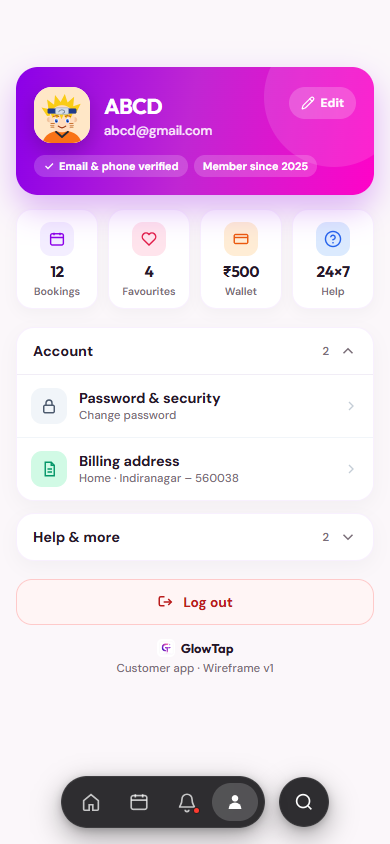 ABCD
abcd@gmail.com
Edit
Email & phone verified
Member since 2025
12
Bookings
4
Favourites
₹500
Wallet
24×7
Help
Account
2
Password & security
Change password
Billing address
Home · Indiranagar – 560038
Help & more
2
Log out
GlowTap
Customer app · Wireframe v1